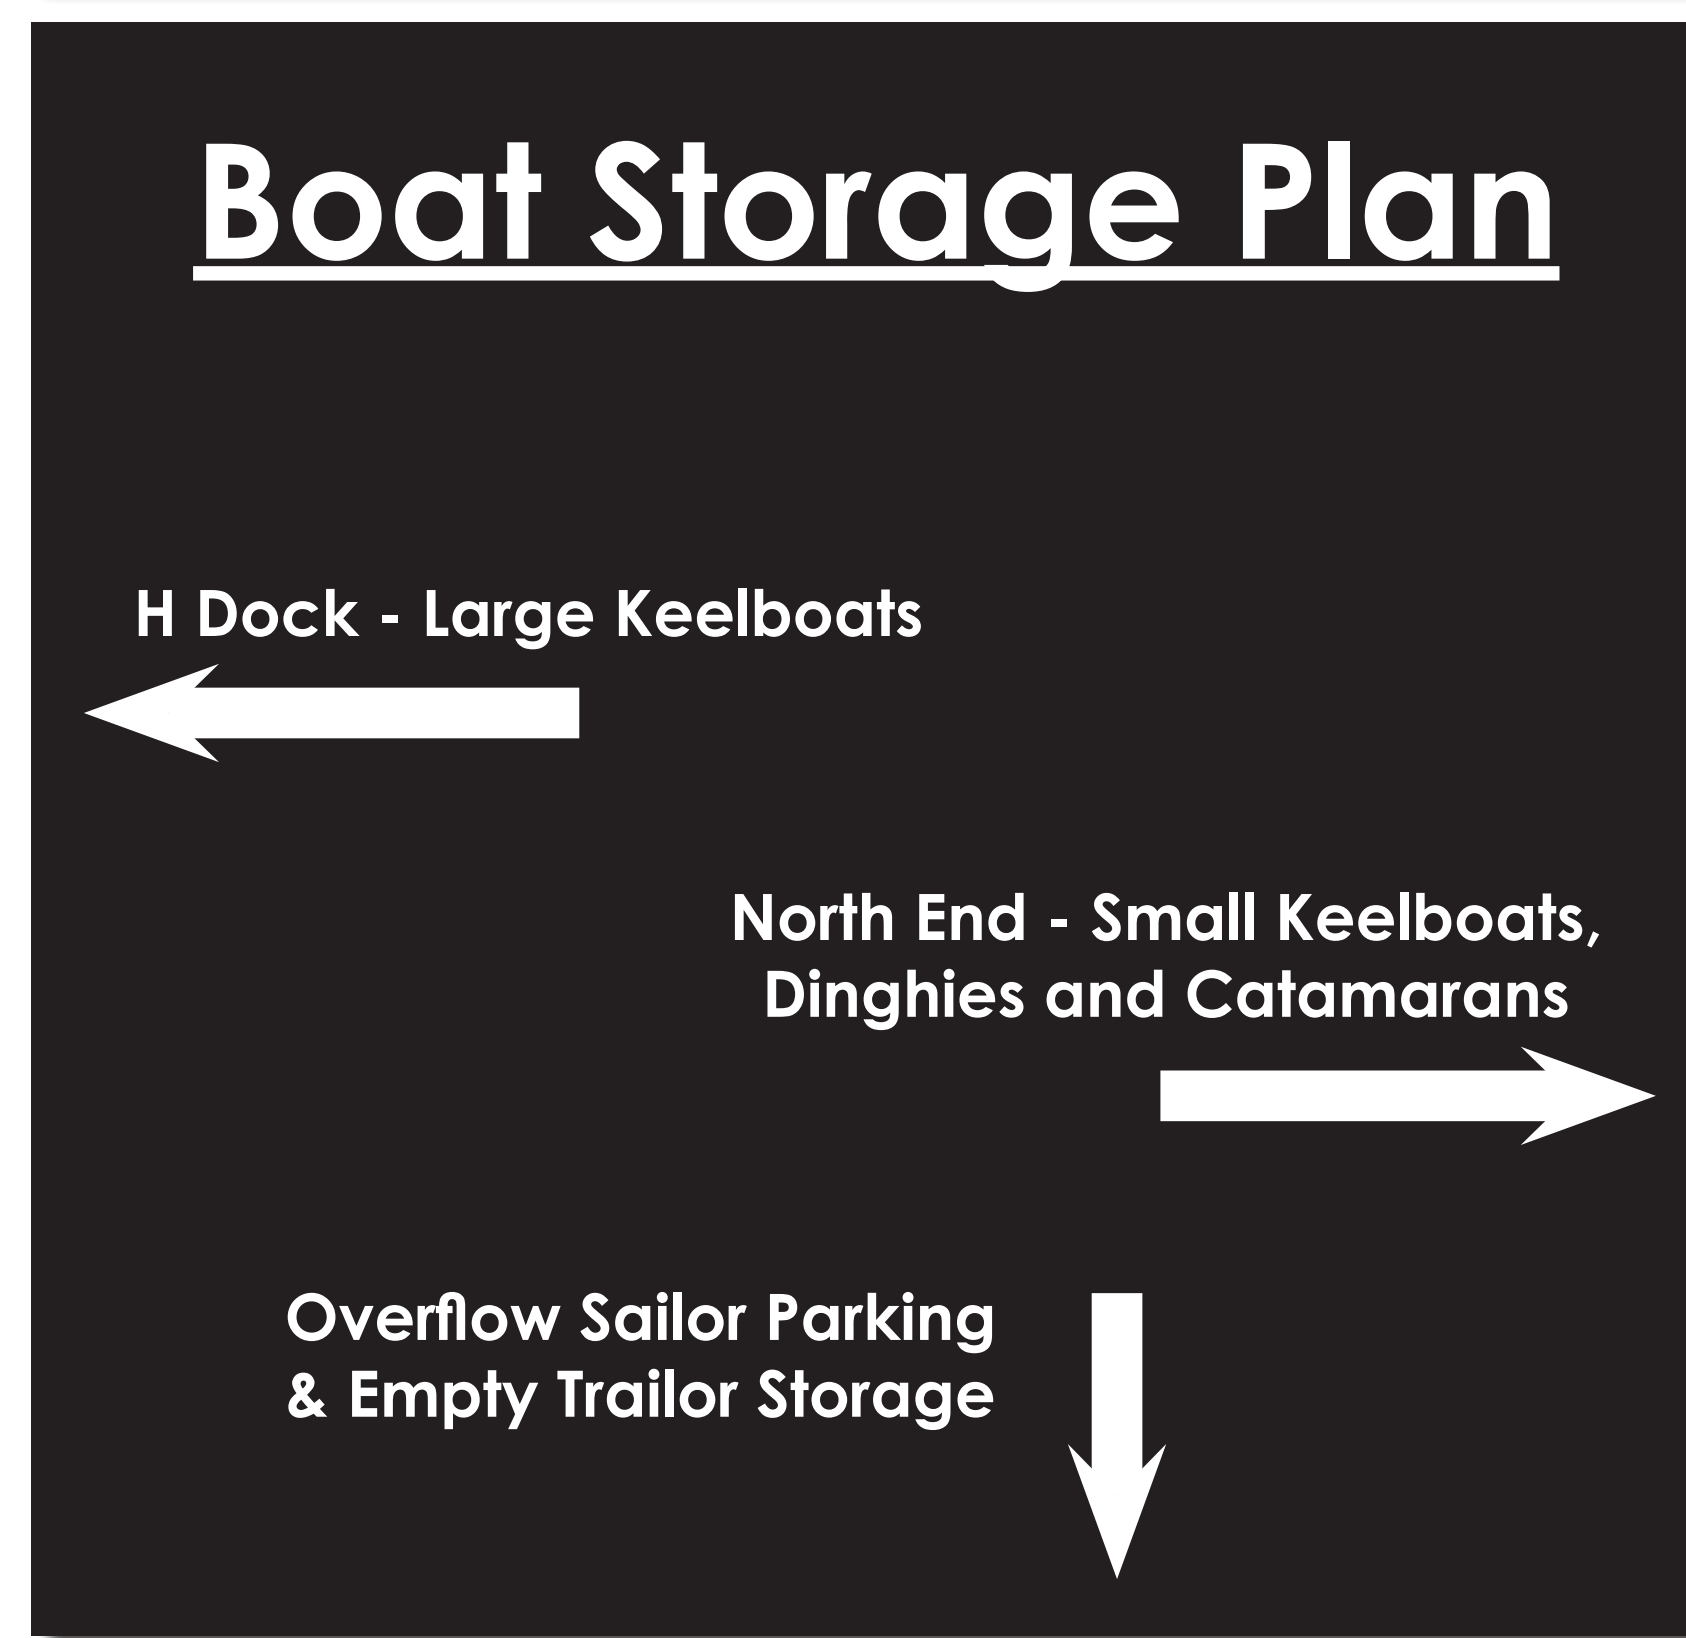 Boat Storage Plan
H Dock - Large Keelboats
North End - Small Keelboats,
Dinghies and Catamarans
Overflow Sailor Parking
& Empty Trailor Storage